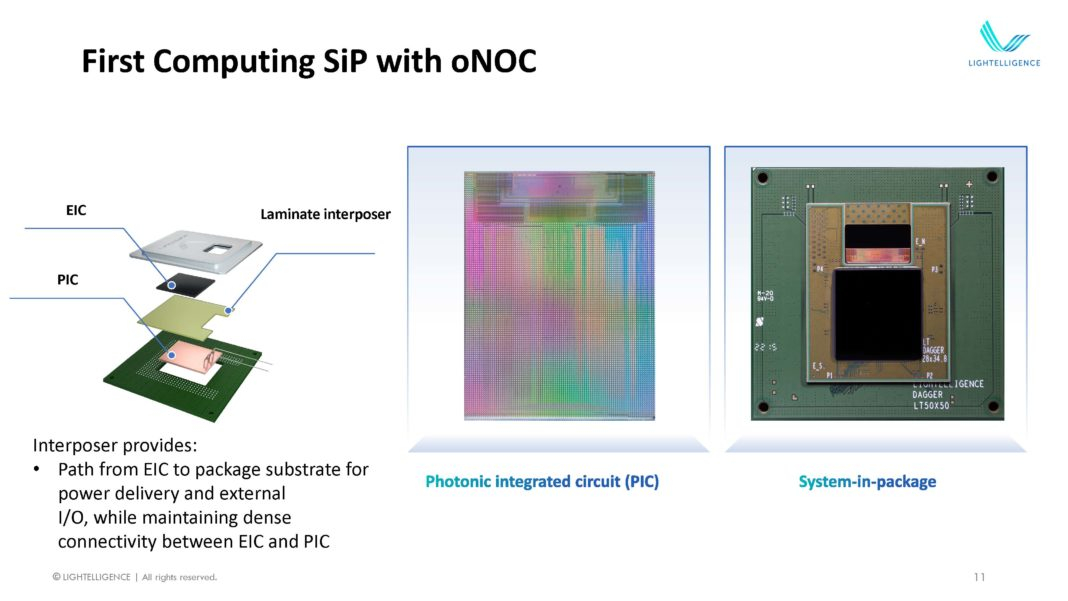 First Computing SiP with oNOC
LIGHTELLIGENCE
EIC
Laminate interposer
PIC
Interposer provides:
• Path from EIC to package substrate for
power delivery and external
I/O, while maintaining dense
connectivity between EIC and PIC
E_N
P4
P3
M-20
94V-0
2215
LT
DAGGER
28x34.8
E_S
P1
P2
LIGHTELLIGENCE
DAGGER
LT50X50
Photonic integrated circuit (PIC)
System-in-package
© LIGHTELLIGENCE | All rights reserved.
11